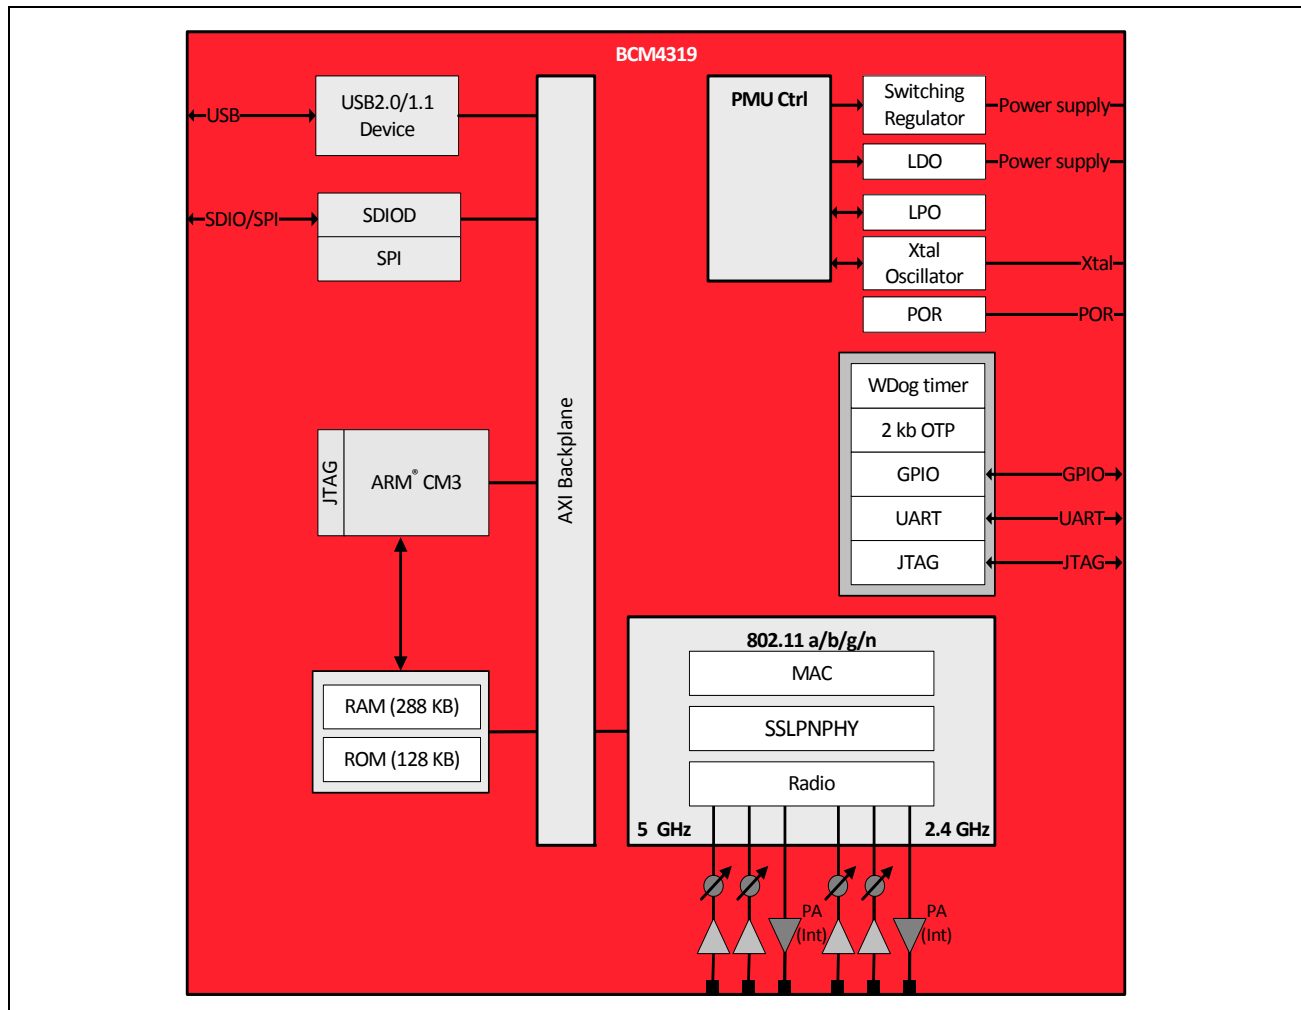 BCM4319
USB
USB2.0/1.1
Device
SDIO/SPI
SDIOD
SPI
JTAG
ARM® CM3
RAM (288 KB)
ROM (128 KB)
AXI Backplane
PMU Ctrl
Switching
Regulator
Power supply
LDO
Power supply
LPO
Xtal
Oscillator
Xtal
POR
POR
WDog timer
2 kb OTP
GPIO
GPIO
UART
UART
JTAG
JTAG
802.11 a/b/g/n
MAC
SSLPNPHY
Radio
5 GHz
2.4 GHz
PA
(Int)
PA
(Int)